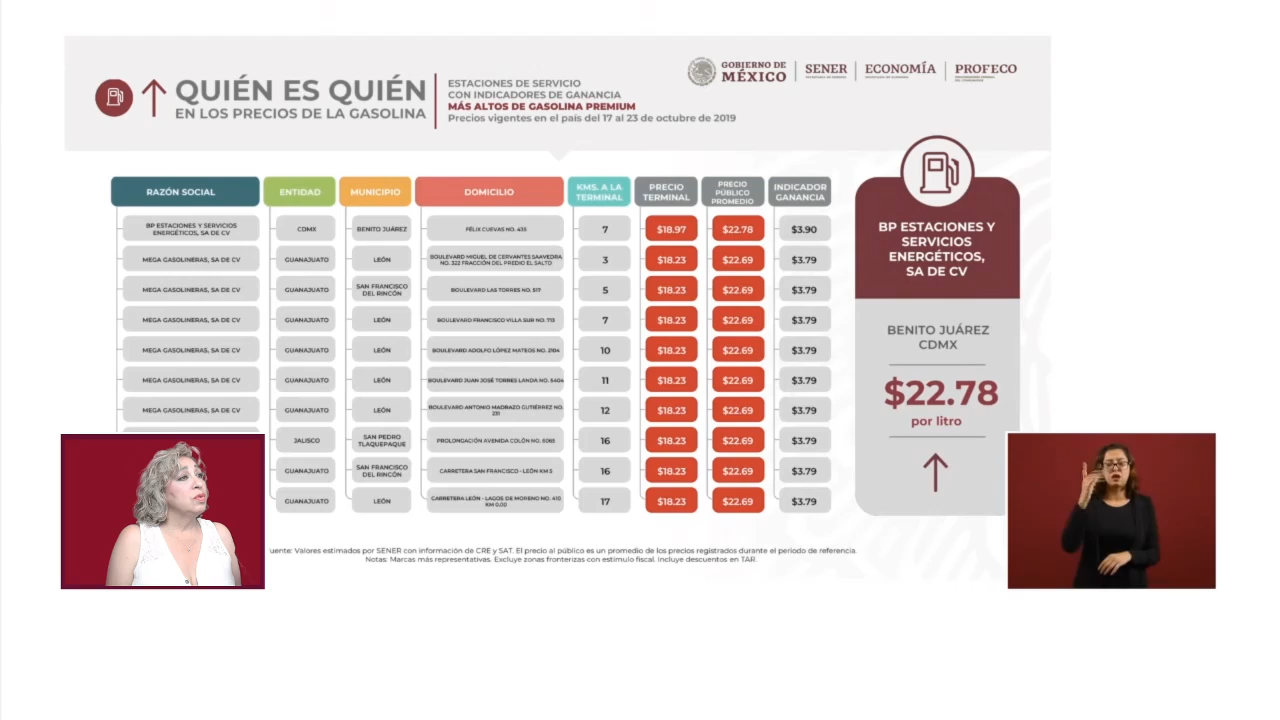 QUIÉN ES QUIÉN
EN LOS PRECIOS DE LA GASOLINA
ESTACIONES DE SERVICIO
CON INDICADORES DE GANANCIA
MÁS ALTOS DE GASOLINA PREMIUM
Precios vigentes en el país del 17 al 23 de octubre de 2019
GOBIERNO DE MÉXICO SENER ECONOMÍA PROFECO
RAZÓN SOCIAL ENTIDAD MUNICIPIO DOMICILIO KMS. A LA TERMINAL PRECIO TERMINAL PRECIO PÚBLICO PROMEDIO INDICADOR GANANCIA
BP ESTACIONES Y SERVICIOS ENERGÉTICOS, SA DE CV CDMX BENITO JUÁREZ FÉLIX CUEVAS NO. 435 7 $18.97 $22.78 $3.90
MEGA GASOLINERAS, SA DE CV GUANAJUATO LEÓN BOULEVARD MIGUEL DE CERVANTES SAAVEDRA NO. 322 FRACCIÓN DEL PREDIO EL SALTO 3 $18.23 $22.69 $3.79
MEGA GASOLINERAS, SA DE CV GUANAJUATO SAN FRANCISCO DEL RINCÓN BOULEVARD LAS TORRES NO. 517 5 $18.23 $22.69 $3.79
MEGA GASOLINERAS, SA DE CV GUANAJUATO LEÓN BOULEVARD FRANCISCO VILLA SUR NO. 713 7 $18.23 $22.69 $3.79
MEGA GASOLINERAS, SA DE CV GUANAJUATO LEÓN BOULEVARD ADOLFO LÓPEZ MATEOS NO. 2104 10 $18.23 $22.69 $3.79
MEGA GASOLINERAS, SA DE CV GUANAJUATO LEÓN BOULEVARD JUAN JOSÉ TORRES LANDA NO. 5404 11 $18.23 $22.69 $3.79
MEGA GASOLINERAS, SA DE CV GUANAJUATO LEÓN BOULEVARD ANTONIO MADRAZO GUTIÉRREZ NO. 231 12 $18.23 $22.69 $3.79
JALISCO SAN PEDRO TLAQUEPAQUE PROLONGACIÓN AVENIDA COLÓN NO. 6065 16 $18.23 $22.69 $3.79
GUANAJUATO SAN FRANCISCO DEL RINCÓN CARRETERA SAN FRANCISCO - LEÓN KM 5 16 $18.23 $22.69 $3.79
GUANAJUATO LEÓN CARRETERA LEÓN - LAGOS DE MORENO NO. 410 KM 0.00 17 $18.23 $22.69 $3.79
BP ESTACIONES Y
SERVICIOS
ENERGÉTICOS,
SA DE CV
BENITO JUÁREZ
CDMX
$22.78
por litro
uente: Valores estimados por SENER con información de CRE y SAT. El precio al público es un promedio de los precios registrados durante el periodo de referencia.
Notas: Marcas más representativas. Excluye zonas fronterizas con estímulo fiscal. Incluye descuentos en TAR.